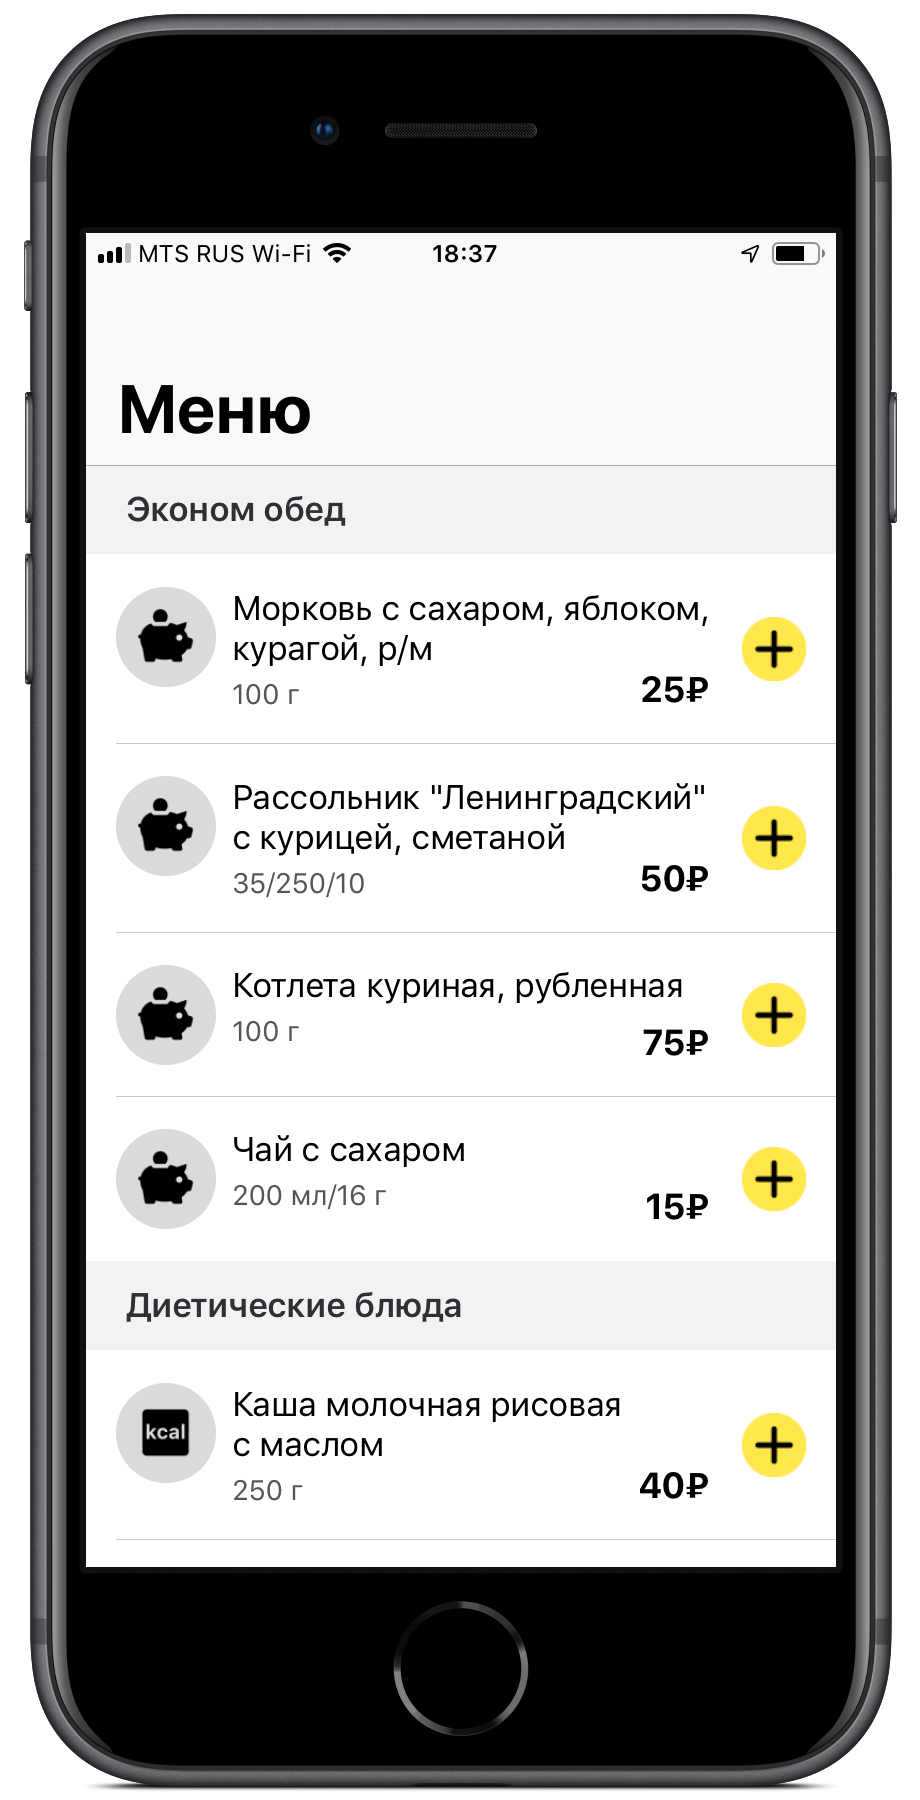 MTS RUS Wi-Fi 18:37
Меню
Эконом обед
Морковь с сахаром, яблоком,
курагой, р/м
100 г
25₽
Рассольник "Ленинградский"
с курицей, сметаной
35/250/10
50₽
Котлета куриная, рубленная
100 г
75₽
Чай с сахаром
200 мл/16 г
15₽
Диетические блюда
kcal
Каша молочная рисовая
с маслом
250 г
40₽